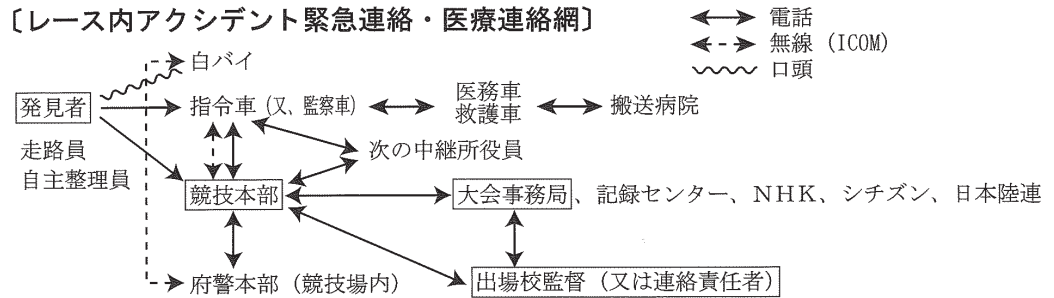 〔レース内アクシデント緊急連絡・医療連絡網〕
電話
無線（ICOM）
口頭
白バイ
発見者
指令車（又、監察車）
医務車
救護車
搬送病院
走路員
自主整理員
次の中継所役員
競技本部
大会事務局、記録センター、ＮＨＫ、シチズン、日本陸連
府警本部（競技場内）
出場校監督（又は連絡責任者）